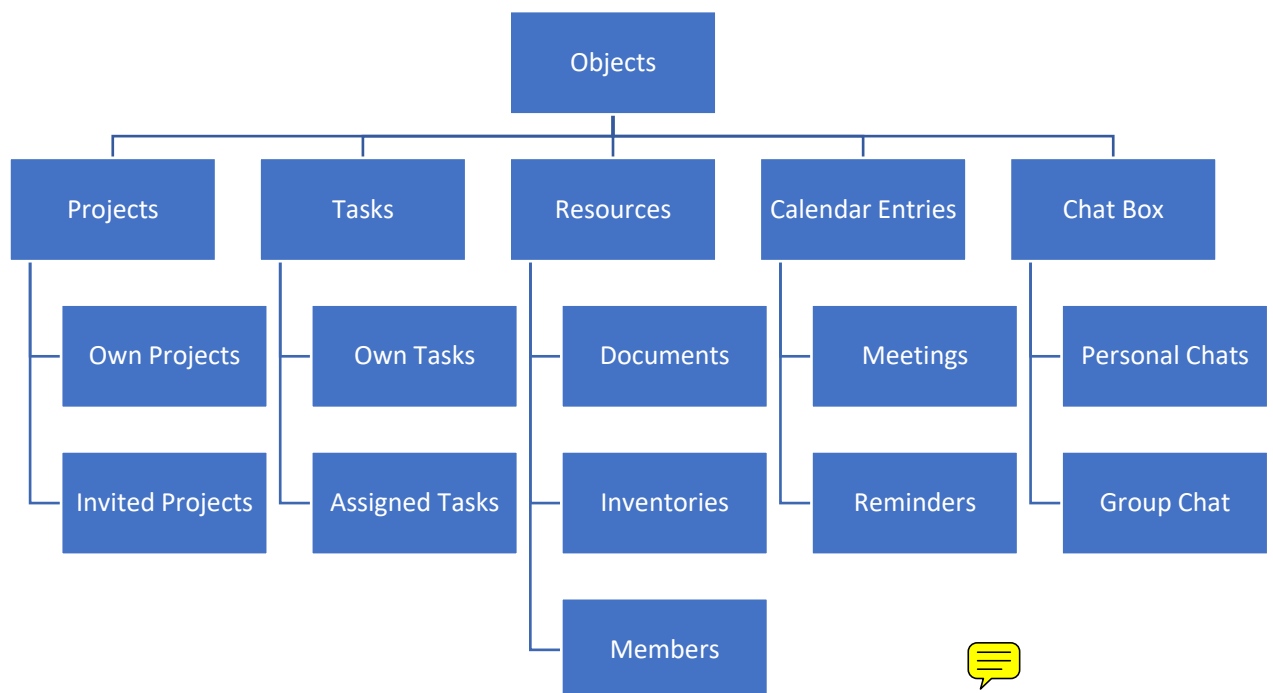 Objects
Projects
Tasks
Resources
Calendar Entries
Chat Box
Own Projects
Own Tasks
Documents
Meetings
Personal Chats
Invited Projects
Assigned Tasks
Inventories
Reminders
Group Chat
Members